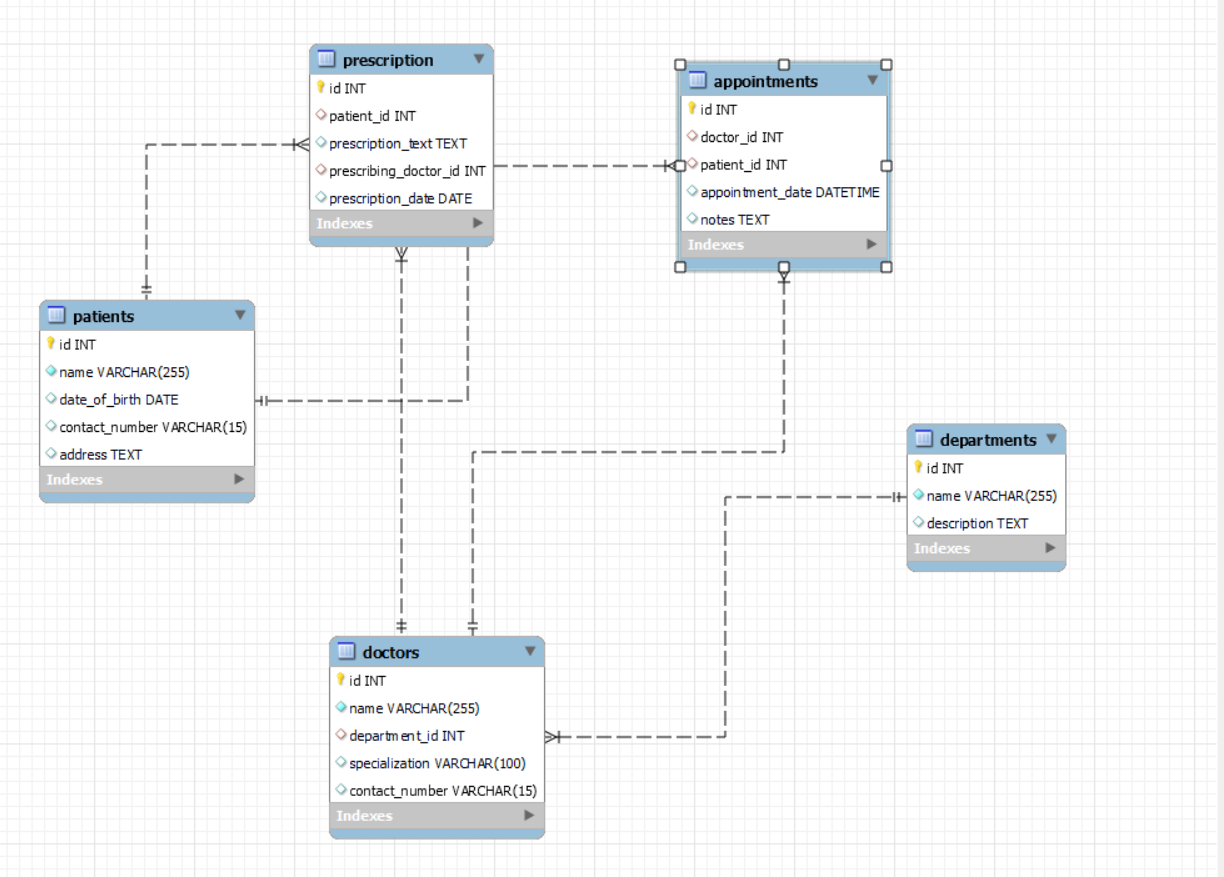 prescription
id INT
patient_id INT
prescription_text TEXT
prescribing_doctor_id INT
prescription_date DATE
Indexes
appointments
id INT
doctor_id INT
patient_id INT
appointment_date DATETIME
notes TEXT
Indexes
patients
id INT
name VARCHAR(255)
date_of_birth DATE
contact_number VARCHAR(15)
address TEXT
Indexes
departments
id INT
name VARCHAR(255)
description TEXT
Indexes
doctors
id INT
name VARCHAR(255)
department_id INT
specialization VARCHAR(100)
contact_number VARCHAR(15)
Indexes